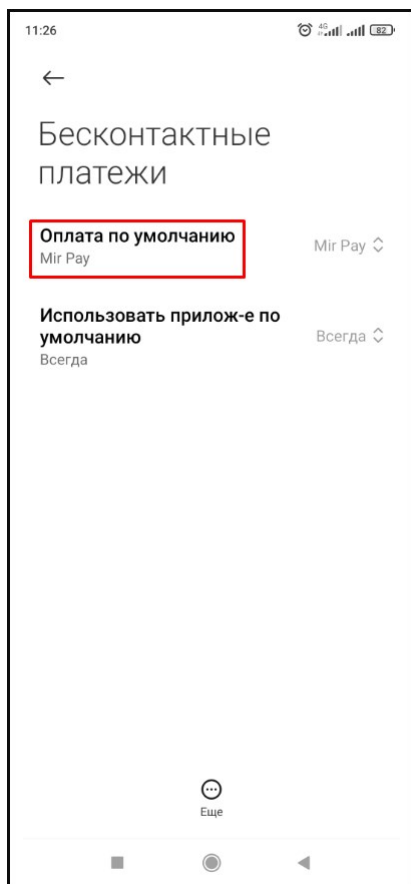 11:26
4G
82
Бесконтактные
платежи
Оплата по умолчанию
Mir Pay
Mir Pay
Использовать прилож-е по
умолчанию
Всегда
Всегда
Еще